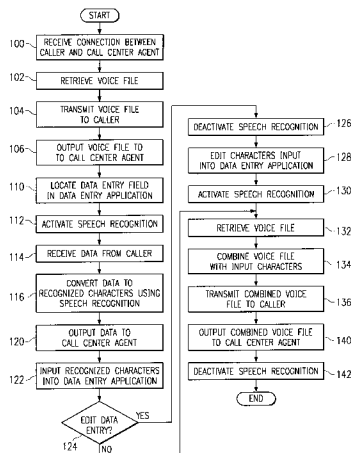 START
100
RECEIVE CONNECTION BETWEEN
CALLER AND CALL CENTER AGENT
102
RETRIEVE VOICE FILE
104
TRANSMIT VOICE FILE
TO CALLER
106
OUTPUT VOICE FILE TO
TO CALL CENTER AGENT
110
LOCATE DATA ENTRY FIELD
IN DATA ENTRY APPLICATION
112
ACTIVATE SPEECH RECOGNITION
114
RECEIVE DATA FROM CALLER
116
CONVERT DATA TO
RECOGNIZED CHARACTERS USING
SPEECH RECOGNITION
120
OUTPUT DATA TO
CALL CENTER AGENT
122
INPUT RECOGNIZED CHARACTERS
INTO DATA ENTRY APPLICATION
EDIT DATA
ENTRY?
124
YES
NO
DEACTIVATE SPEECH RECOGNITION
126
EDIT CHARACTERS INPUT
INTO DATA ENTRY APPLICATION
128
ACTIVATE SPEECH RECOGNITION
130
RETRIEVE VOICE FILE
132
COMBINE VOICE FILE
WITH INPUT CHARACTERS
134
TRANSMIT COMBINED VOICE
FILE TO CALLER
136
OUTPUT COMBINED VOICE FILE
TO CALL CENTER AGENT
140
DEACTIVATE SPEECH RECOGNITION
142
END